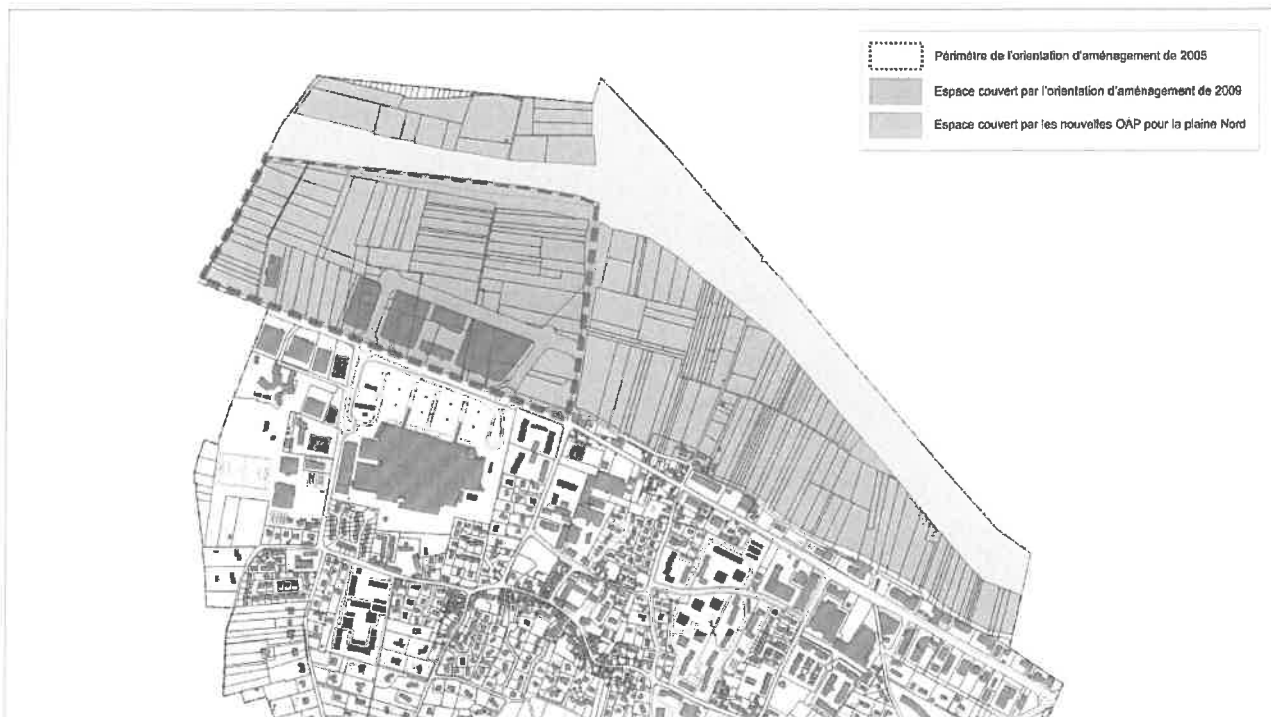 Périmètre de l'orientation d'aménagement de 2005
Espace couvert par l'orientation d'aménagement de 2009
Espace couvert par les nouvelles OAP pour la plaine Nord